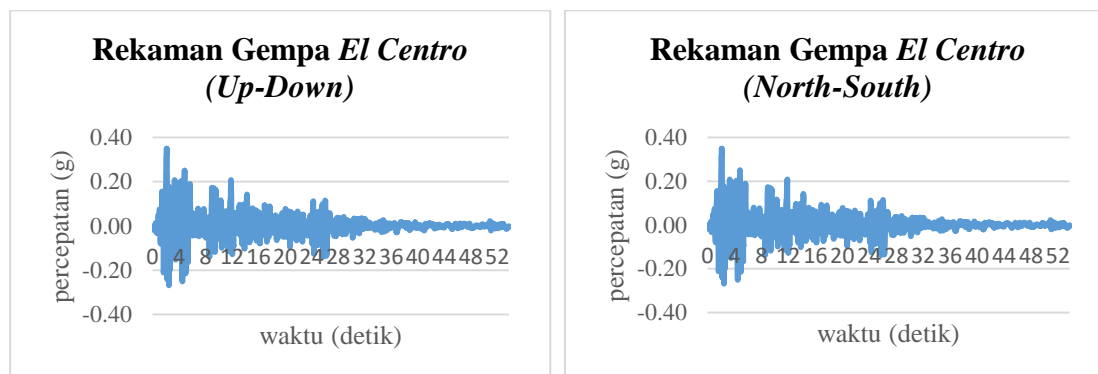 Rekaman Gempa El Centro
(Up-Down)
percepatan (g)
0.40
0.20
0.00
-0.20
-0.40
0 4 8 12 16 20 24 28 32 36 40 44 48 52
waktu (detik)
Rekaman Gempa El Centro
(North-South)
percepatan (g)
0.40
0.20
0.00
-0.20
-0.40
0 4 8 12 16 20 24 28 32 36 40 44 48 52
waktu (detik)